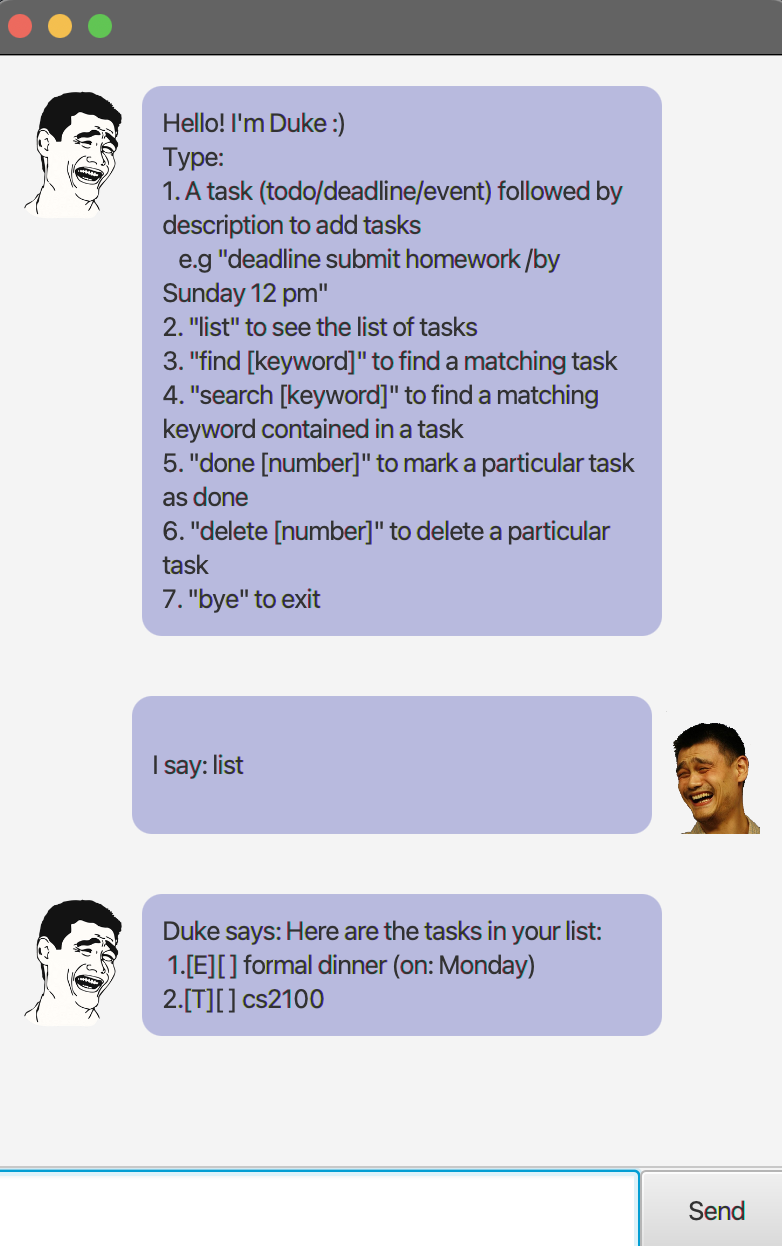 Hello! I'm Duke :)
Type:
1. A task (todo/deadline/event) followed by
description to add tasks
e.g "deadline submit homework /by
Sunday 12 pm"
2. "list" to see the list of tasks
3. "find [keyword]" to find a matching task
4. "search [keyword]" to find a matching
keyword contained in a task
5. "done [number]" to mark a particular task
as done
6. "delete [number]" to delete a particular
task
7. "bye" to exit
I say: list
Duke says: Here are the tasks in your list:
1.[E][ ] formal dinner (on: Monday)
2.[T][ ] cs2100
Send